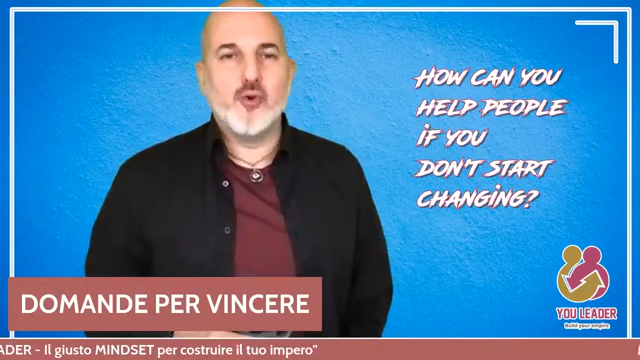 HOW CAN YOU
HELP PEOPLE
IF YOU
DON'T START
CHANGING?
YOU LEADER
Build your empire
DOMANDE PER VINCERE
ADER - Il giusto MINDSET per costruire il tuo impero"